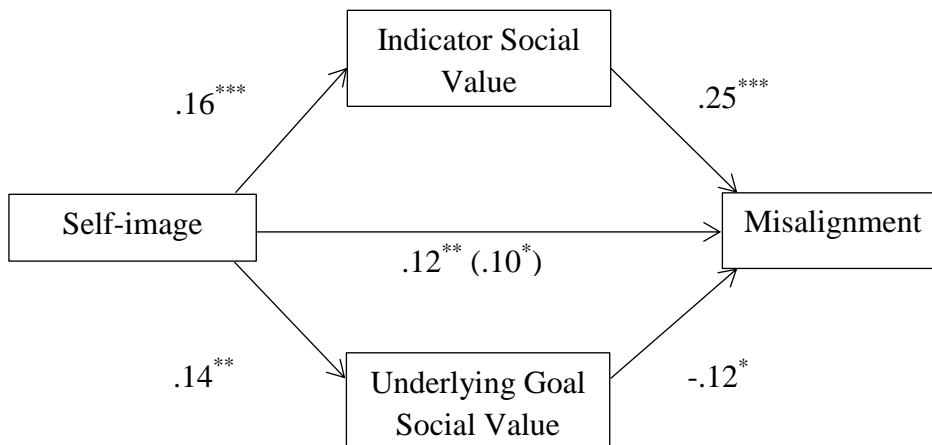 Indicator Social
Value
.16***
.25***
Self-image
Misalignment
.12** (.10*)
.14**
Underlying Goal
Social Value
-.12*